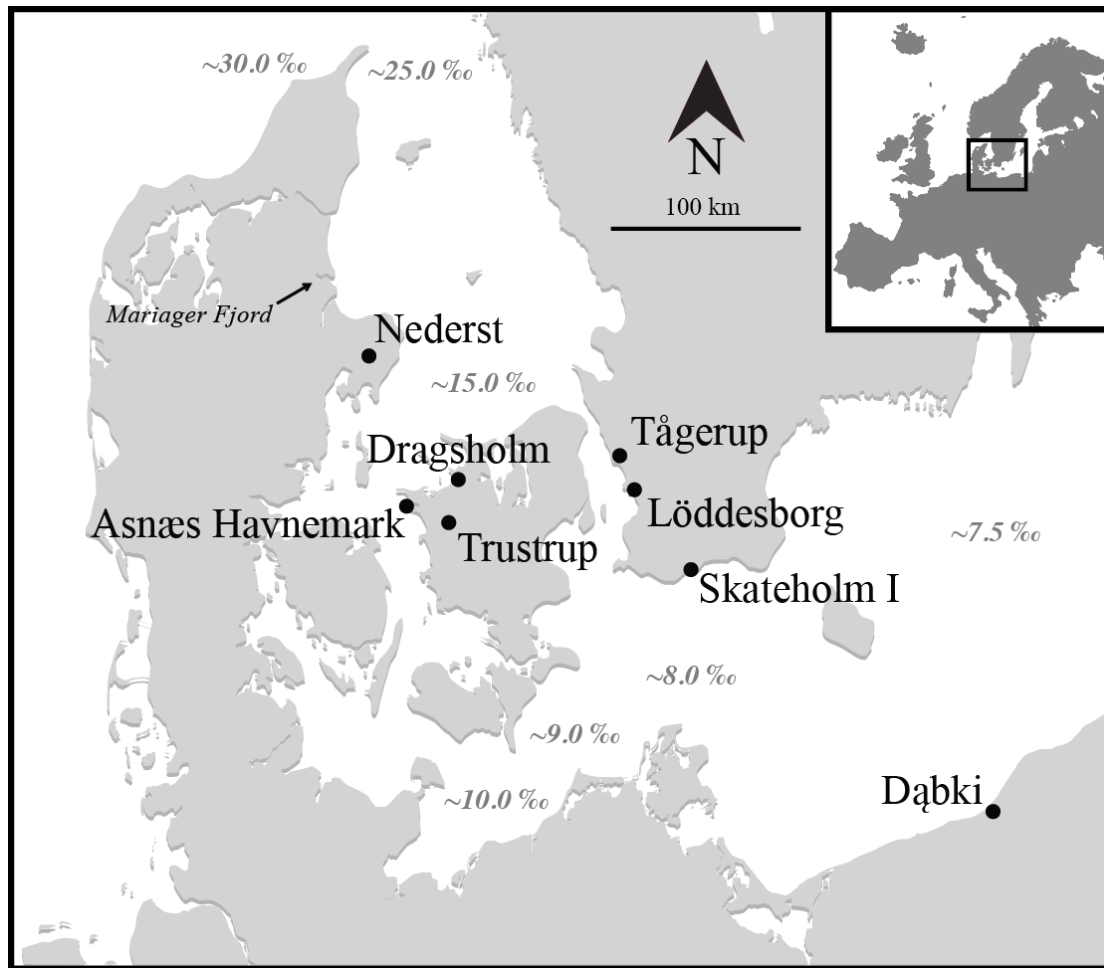 ~30.0 ‰
~25.0 ‰
N
100 km
Mariager Fjord
Nederst
~15.0 ‰
Tågerup
Dragsholm
Löddesborg
Asnæs Havnemark
Trustrup
~7.5 ‰
Skateholm I
~8.0 ‰
~9.0 ‰
Dąbki
~10.0 ‰